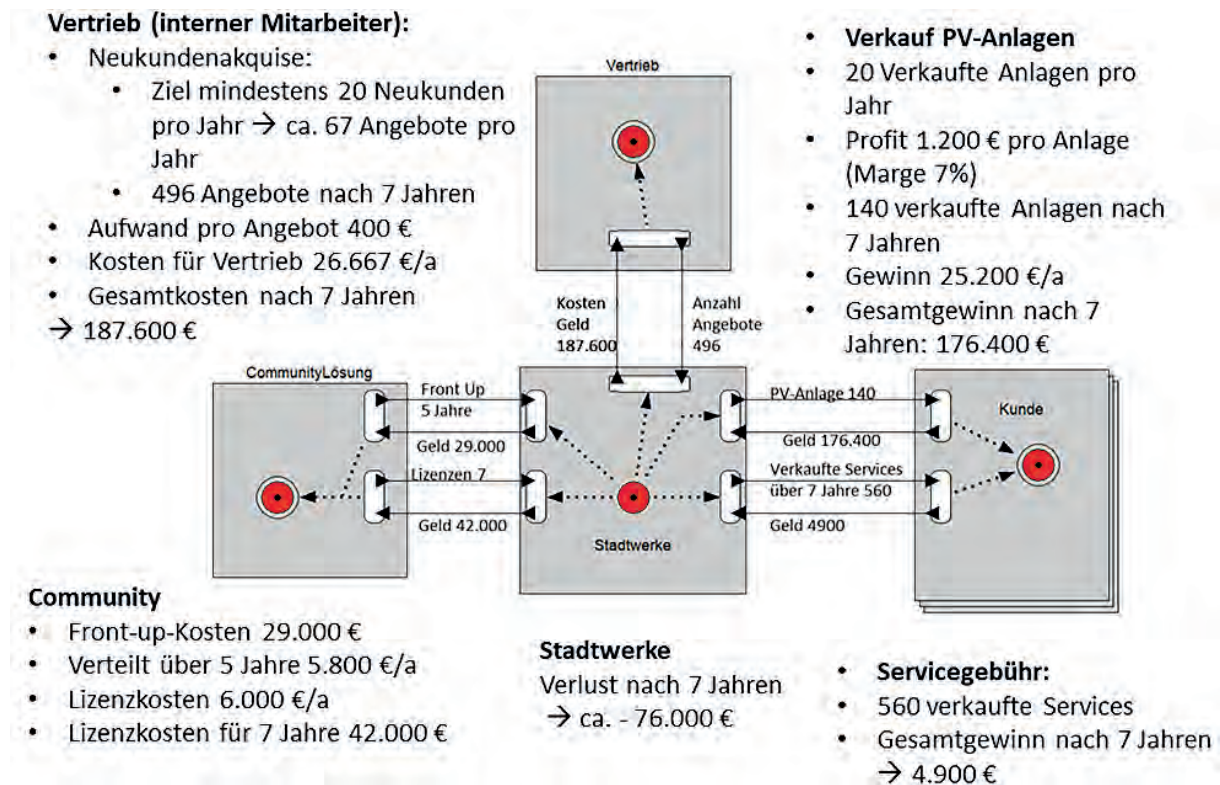 Vertrieb (interner Mitarbeiter):
• Neukundenakquise:
• Ziel mindestens 20 Neukunden
pro Jahr → ca. 67 Angebote pro
Jahr
• 496 Angebote nach 7 Jahren
• Aufwand pro Angebot 400 €
• Kosten für Vertrieb 26.667 €/a
• Gesamtkosten nach 7 Jahren
→ 187.600 €
Vertrieb
• Verkauf PV-Anlagen
• 20 Verkaufte Anlagen pro
Jahr
• Profit 1.200 € pro Anlage
(Marge 7%)
• 140 verkaufte Anlagen nach
7 Jahren
• Gewinn 25.200 €/a
• Gesamtgewinn nach 7
Jahren: 176.400 €
Kosten
Geld
187.600
Anzahl
Angebote
496
CommunityLösung
Front Up
5 Jahre
Geld 29.000
Lizenzen 7
Geld 42.000
Stadtwerke
PV-Anlage 140
Geld 176.400
Verkaufte Services
über 7 Jahre 560
Geld 4900
Kunde
Community
• Front-up-Kosten 29.000 €
• Verteilt über 5 Jahre 5.800 €/a
• Lizenzkosten 6.000 €/a
• Lizenzkosten für 7 Jahre 42.000 €
Stadtwerke
Verlust nach 7 Jahren
→ ca. - 76.000 €
• Servicegebühr:
• 560 verkaufte Services
• Gesamtgewinn nach 7 Jahren
→ 4.900 €